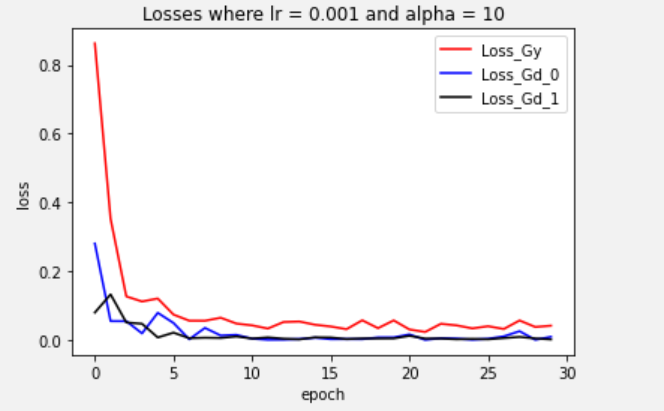 Losses where lr = 0.001 and alpha = 10
Loss_Gy
Loss_Gd_0
Loss_Gd_1
loss
0.8
0.6
0.4
0.2
0.0
0 5 10 15 20 25 30
epoch